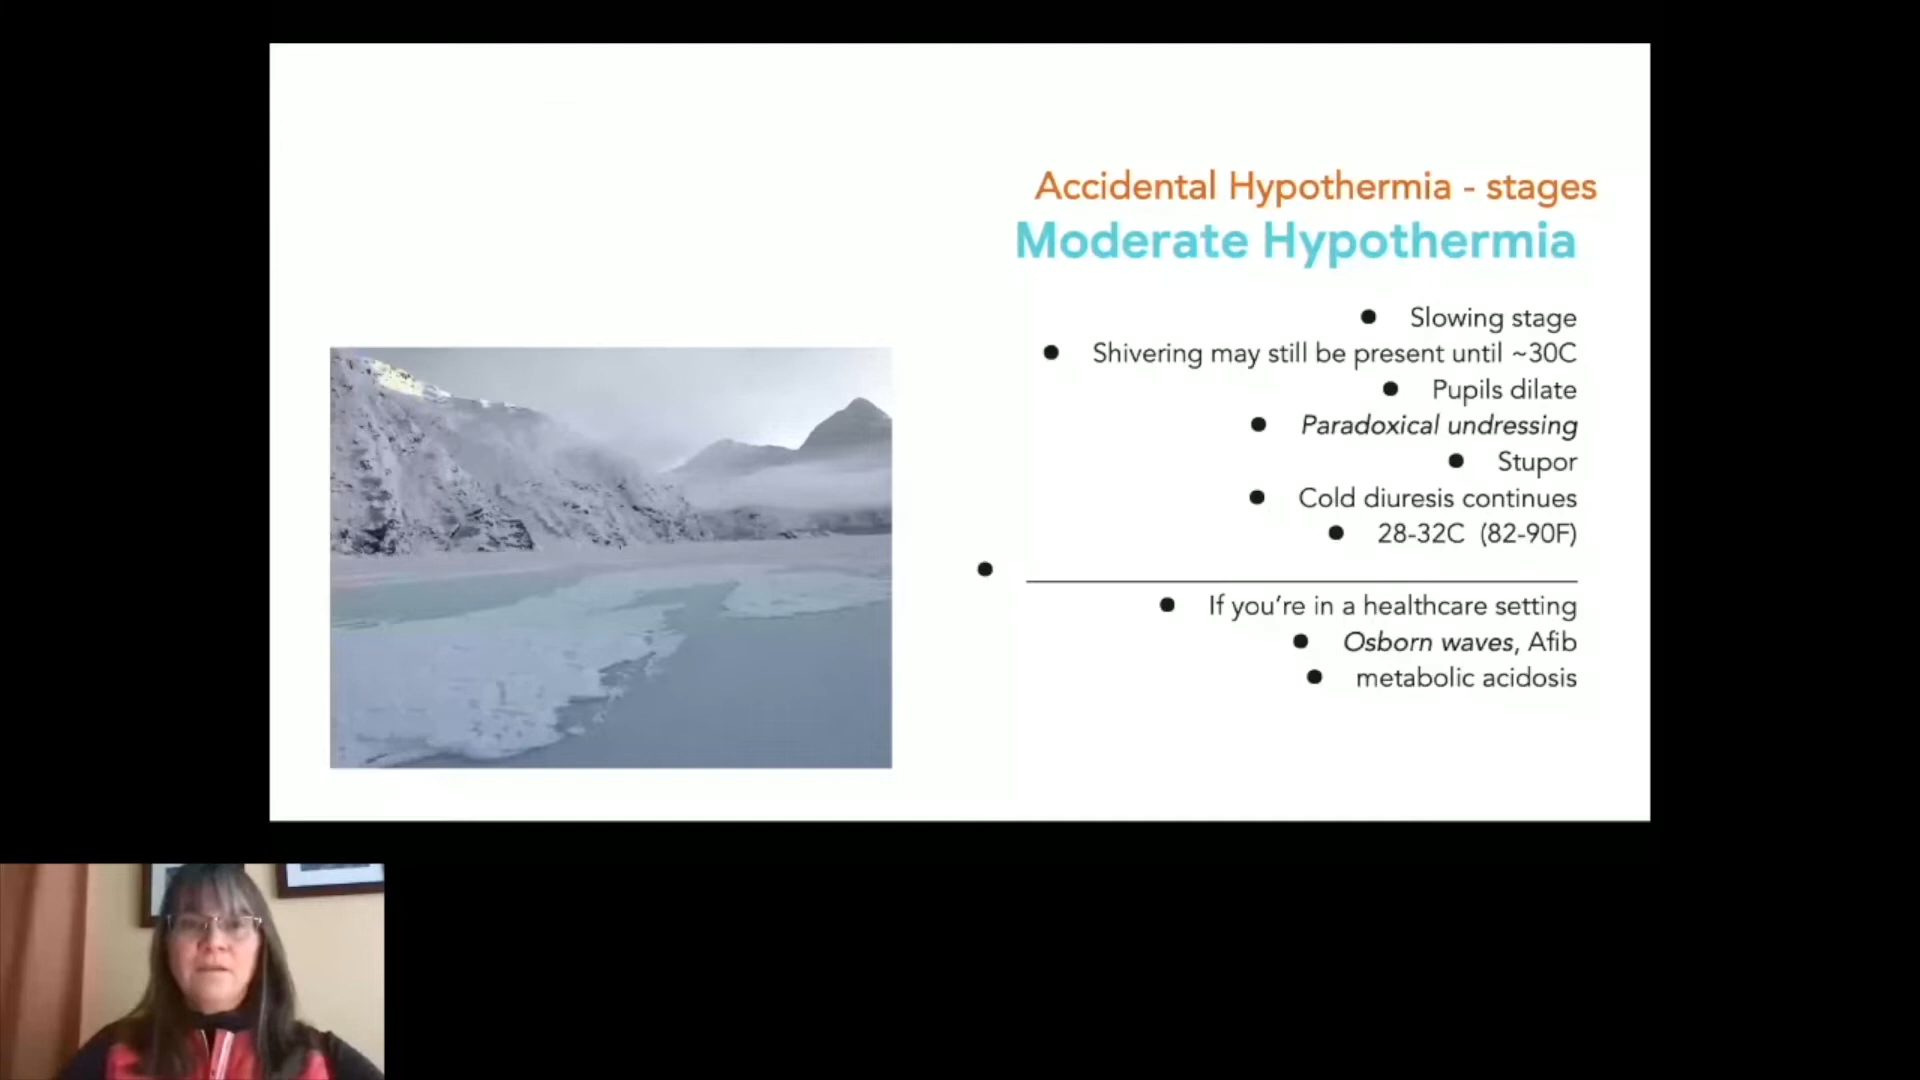 Accidental Hypothermia - stages
Moderate Hypothermia
● Slowing stage
● Shivering may still be present until ~30C
● Pupils dilate
● Paradoxical undressing
● Stupor
● Cold diuresis continues
● 28-32C (82-90F)
●
● If you're in a healthcare setting
● Osborn waves, Afib
● metabolic acidosis